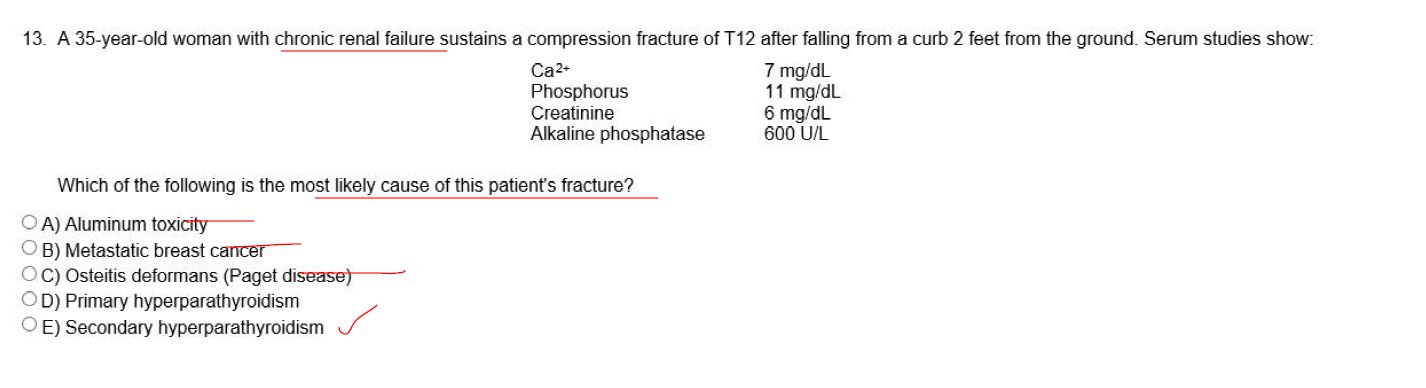 13. A 35-year-old woman with chronic renal failure sustains a compression fracture of T12 after falling from a curb 2 feet from the ground. Serum studies show:
Ca2+ 7 mg/dL
Phosphorus 11 mg/dL
Creatinine 6 mg/dL
Alkaline phosphatase 600 U/L
Which of the following is the most likely cause of this patient's fracture?
A) Aluminum toxicity
B) Metastatic breast cancer
C) Osteitis deformans (Paget disease)
D) Primary hyperparathyroidism
E) Secondary hyperparathyroidism